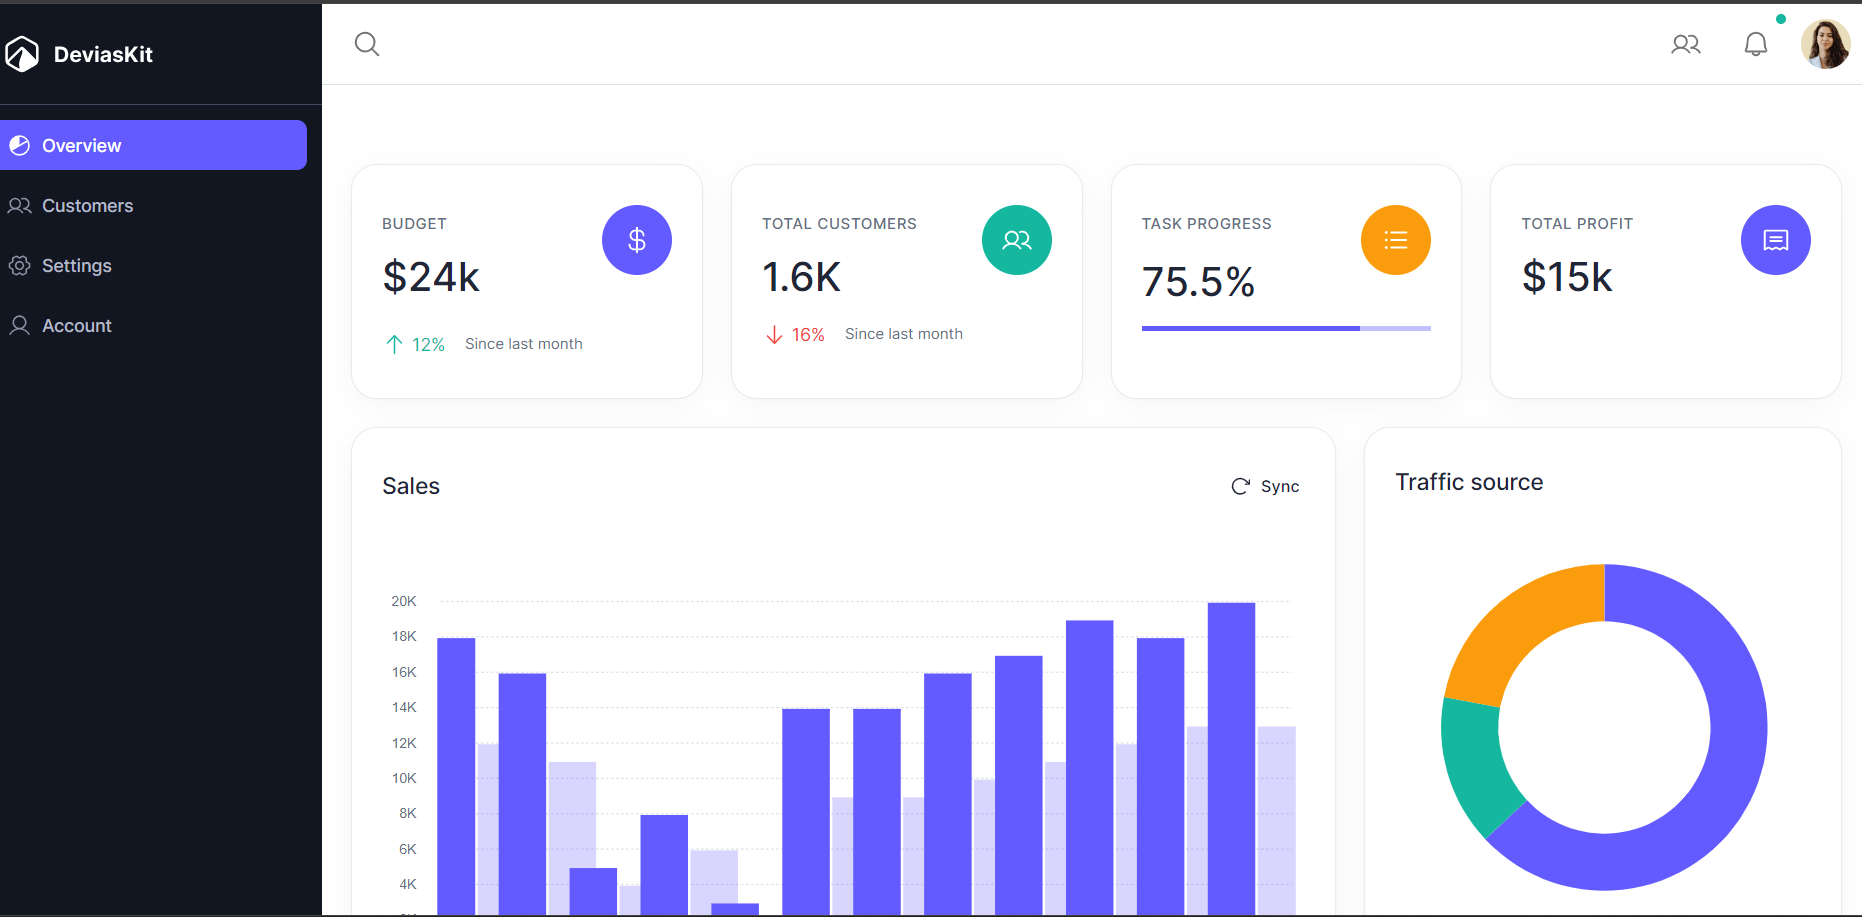 DeviasKit
Overview
Customers
Settings
Account
BUDGET
$24k
12% Since last month
TOTAL CUSTOMERS
1.6K
16% Since last month
TASK PROGRESS
75.5%
TOTAL PROFIT
$15k
Sales
Sync
20K
18K
16K
14K
12K
10K
8K
6K
4K
Traffic source